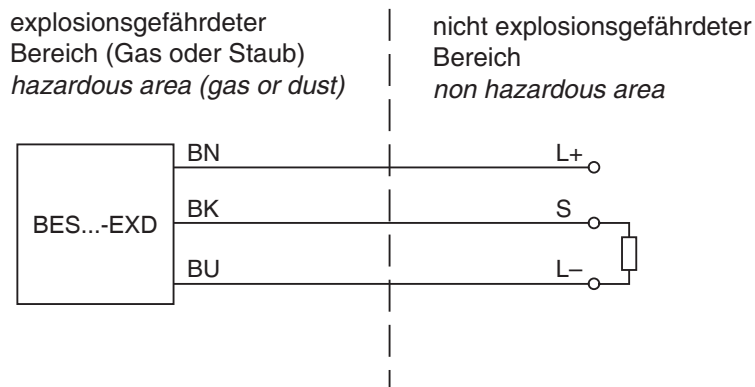 explosionsgefährdeter
Bereich (Gas oder Staub)
hazardous area (gas or dust)
nicht explosionsgefährdeter
Bereich
non hazardous area
BN
L+
BES...-EXD
BK
S
BU
L–